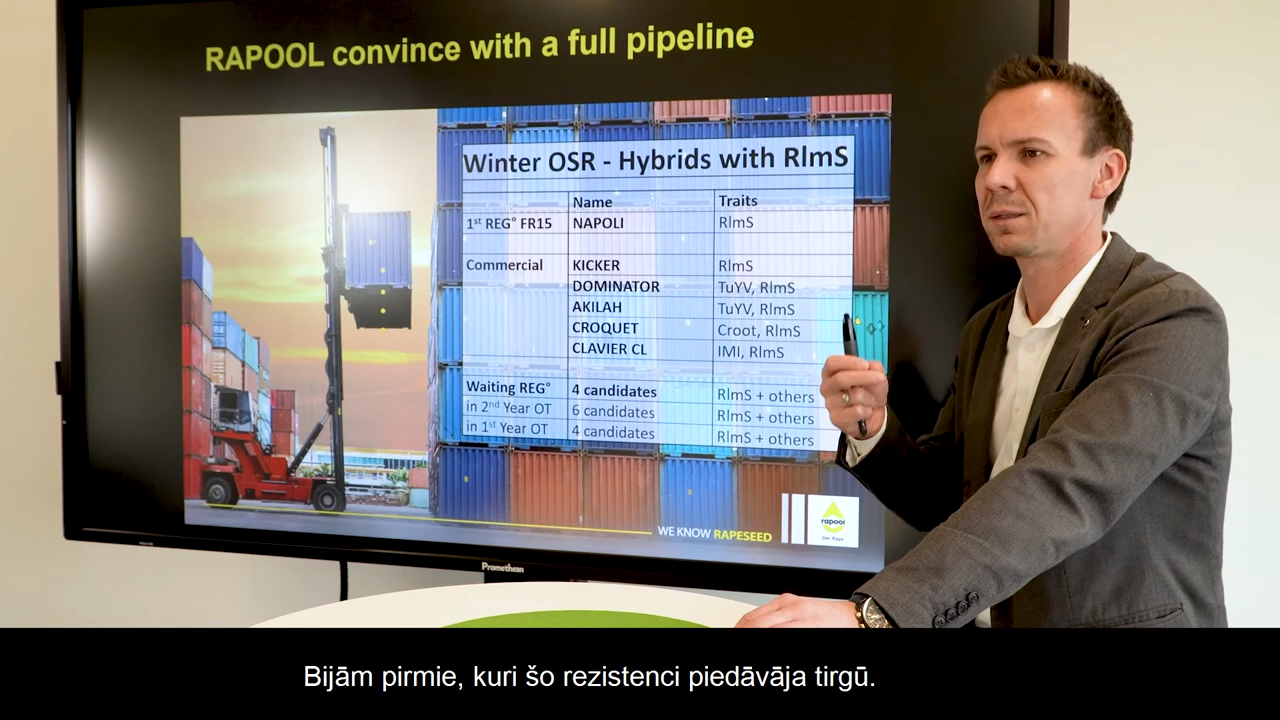 RAPOOL convince with a full pipeline
Winter OSR - Hybrids with RlmS
Name Traits
1st REG° FR15 NAPOLI RlmS
Commercial KICKER RlmS
DOMINATOR TuYV, RlmS
AKILAH TuYV, RlmS
CROQUET Croot, RlmS
CLAVIER CL IMI, RlmS
Waiting REG° 4 candidates RlmS + others
in 2nd Year OT 6 candidates RlmS + others
in 1st Year OT 4 candidates RlmS + others
WE KNOW RAPESEED
rapool
Der Raps
Promethean
Bijām pirmie, kuri šo rezistenci piedāvāja tirgū.